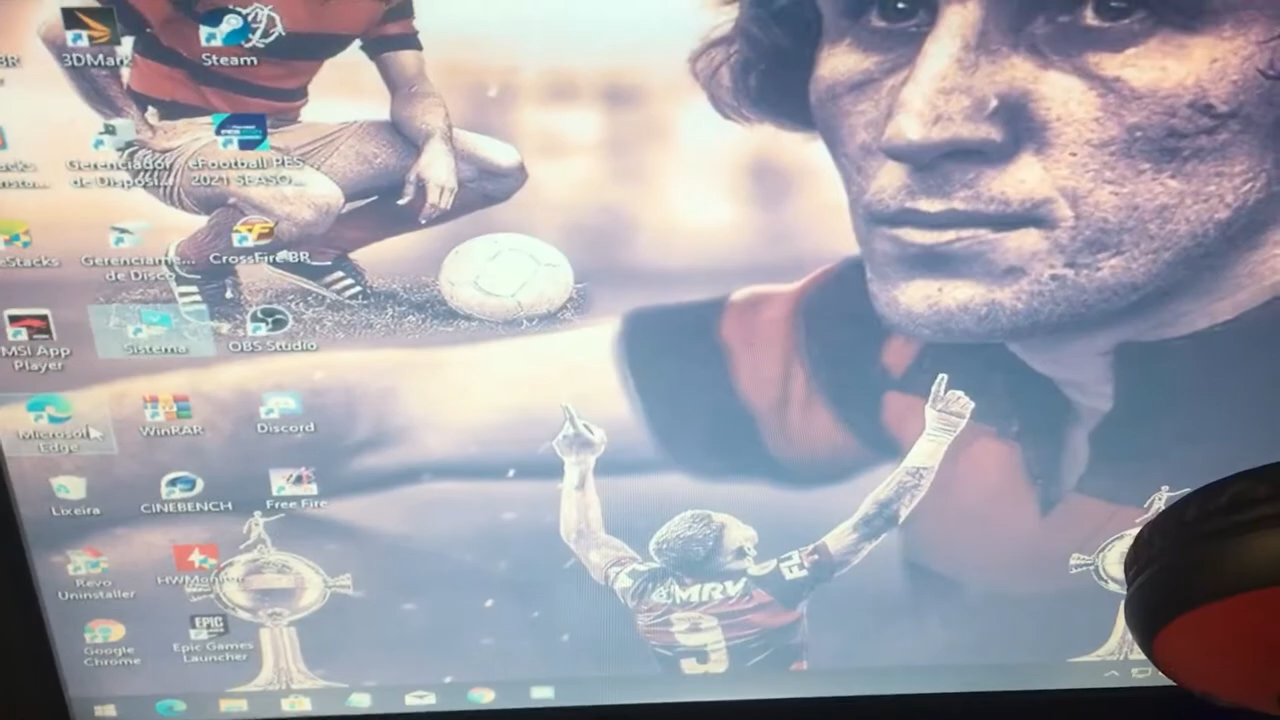 3DMark
Steam
Gerenciador
de Disposi...
eFootball PES
2021 SEASO...
eStacks
Gerenciame...
de Disco
CrossFire BR
MSI App
Player
Sistema
OBS Studio
Microsoft
Edge
WinRAR
Discord
Lixeira
CINEBENCH
Free Fire
Revo
Uninstaller
HWMonitor
Google
Chrome
EPIC
Epic Games
Launcher
MRV
9